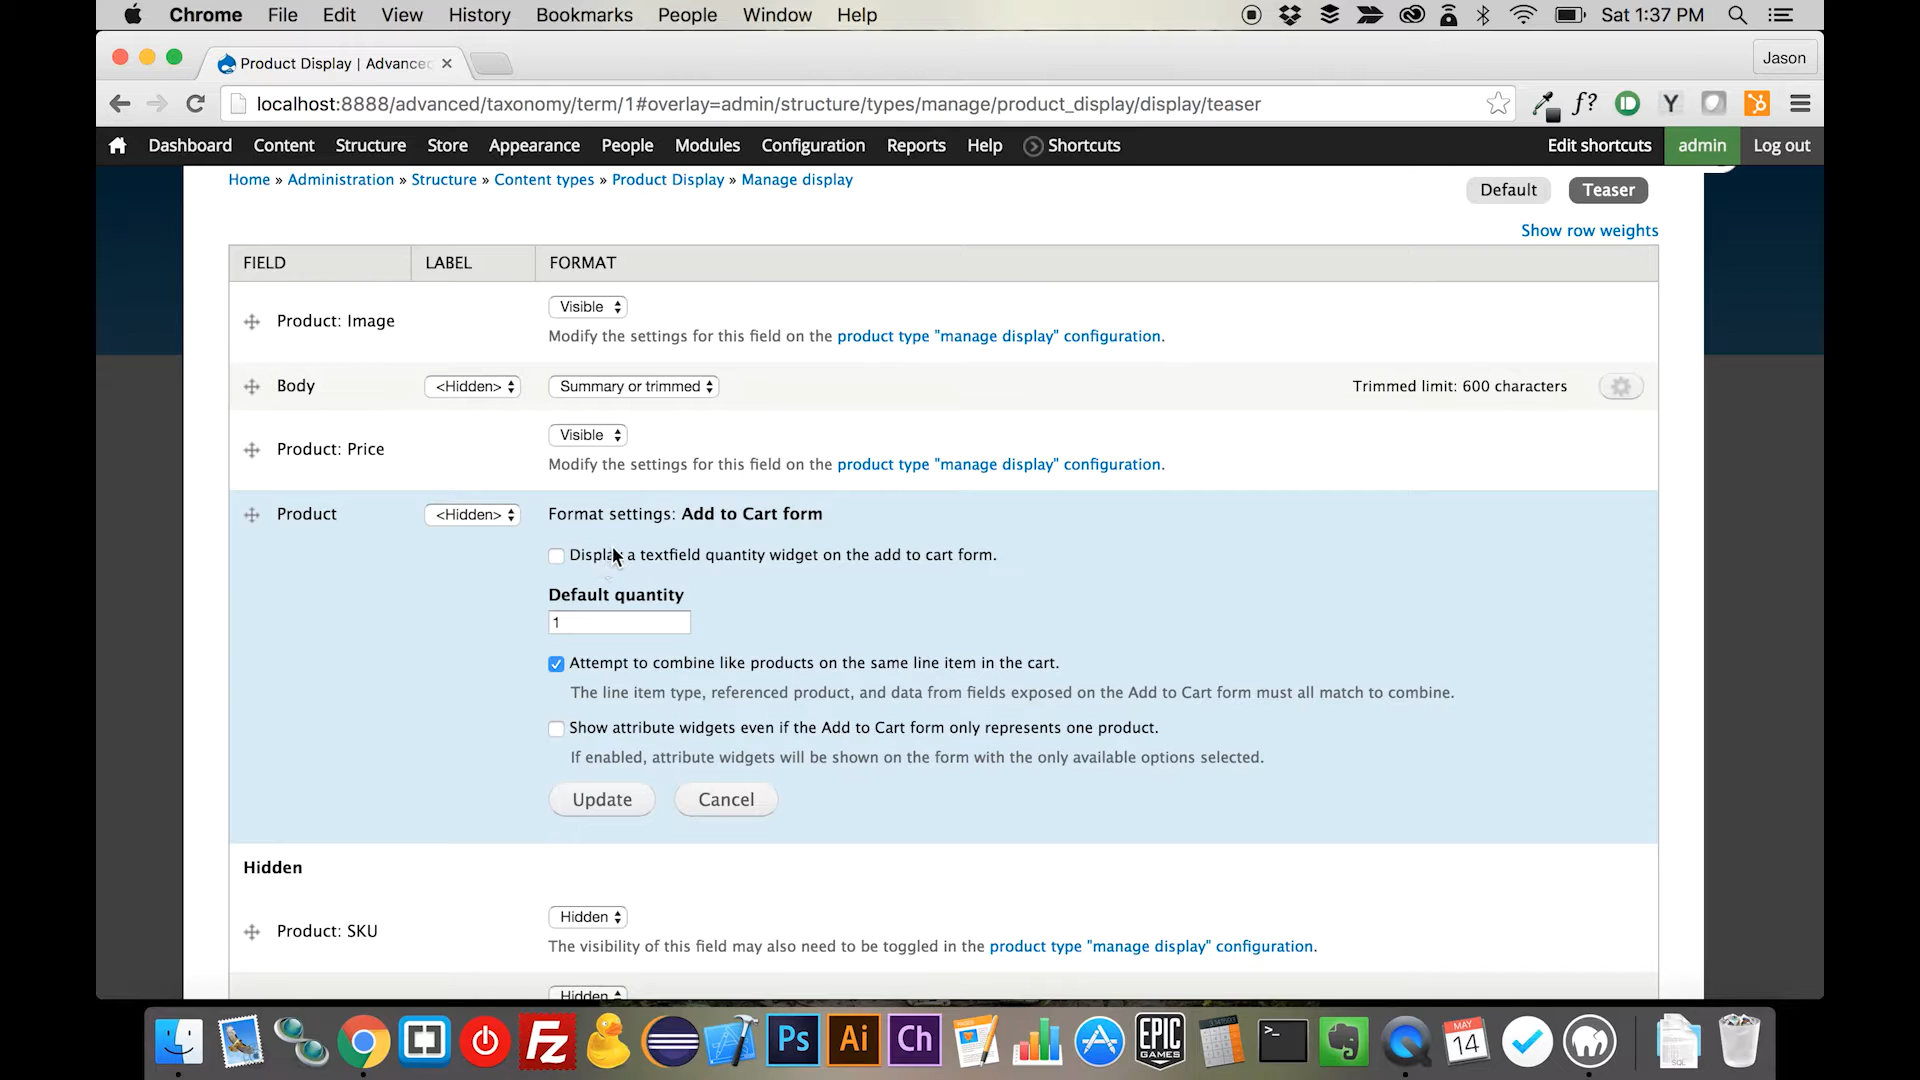 Chrome File Edit View History Bookmarks People Window Help Sat 1:37 PM
Product Display | Advance
Jason
localhost:8888/advanced/taxonomy/term/1#overlay=admin/structure/types/manage/product_display/display/teaser
f? Y
Dashboard Content Structure Store Appearance People Modules Configuration Reports Help Shortcuts Edit shortcuts admin Log out
Home » Administration » Structure » Content types » Product Display » Manage display
Default Teaser
Show row weights
FIELD LABEL FORMAT
Product: Image Visible
Modify the settings for this field on the product type "manage display" configuration.
Body <Hidden> Summary or trimmed Trimmed limit: 600 characters
Product: Price Visible
Modify the settings for this field on the product type "manage display" configuration.
Product <Hidden> Format settings: Add to Cart form
Display a textfield quantity widget on the add to cart form.
Default quantity
1
Attempt to combine like products on the same line item in the cart.
The line item type, referenced product, and data from fields exposed on the Add to Cart form must all match to combine.
Show attribute widgets even if the Add to Cart form only represents one product.
If enabled, attribute widgets will be shown on the form with the only available options selected.
Update Cancel
Hidden
Product: SKU Hidden
The visibility of this field may also need to be toggled in the product type "manage display" configuration.
Hidden
Fz Ps Ai Ch EPIC GAMES >_ MAY 14 SQL